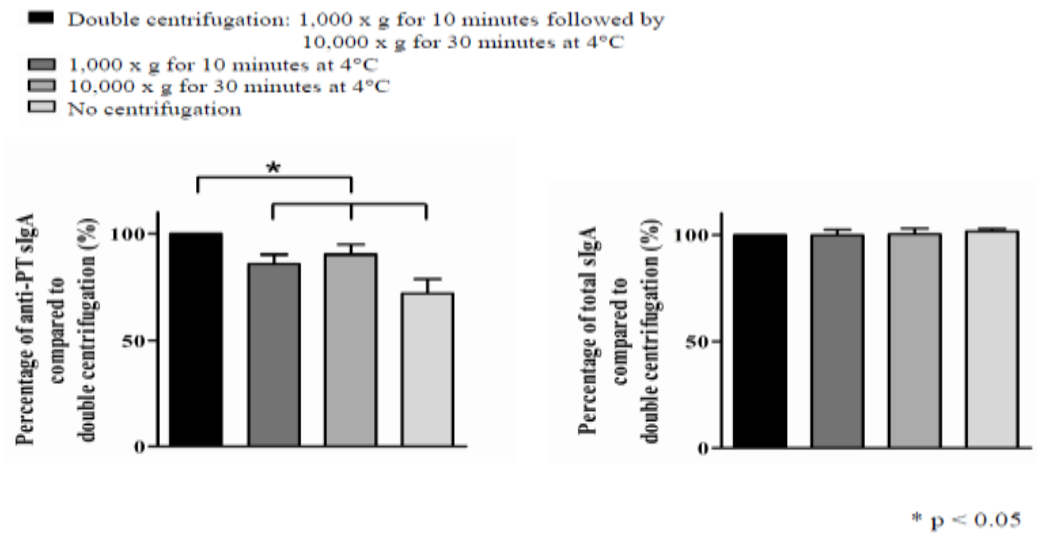 Double centrifugation: 1,000 x g for 10 minutes followed by
10,000 x g for 30 minutes at 4°C
1,000 x g for 10 minutes at 4°C
10,000 x g for 30 minutes at 4°C
No centrifugation
*
Percentage of anti-PT sIgA
compared to
double centrifugation (%)
100
50
0
Percentage of total sIgA
compared to
double centrifugation (%)
100
50
0
* p < 0.05